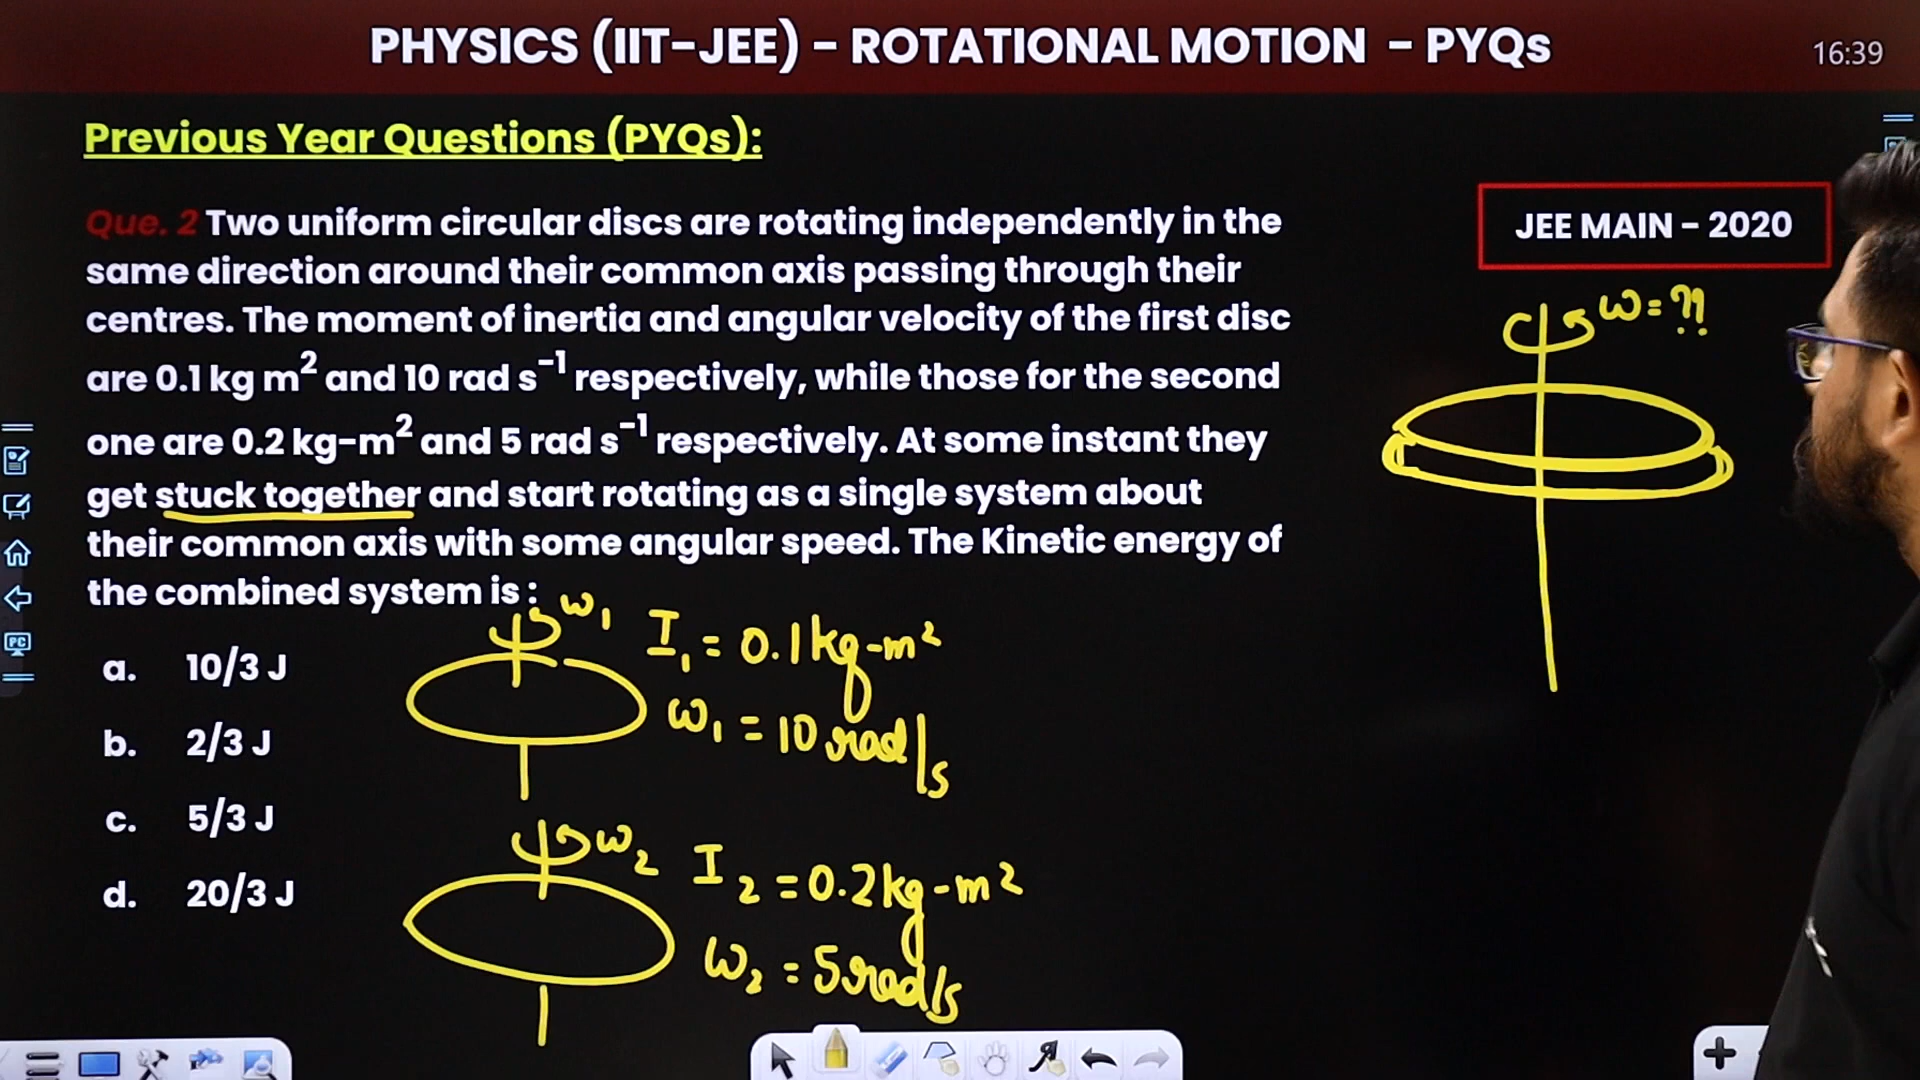 PHYSICS (IIT-JEE) - ROTATIONAL MOTION - PYQs
16:39
Previous Year Questions (PYQs):
JEE MAIN - 2020
Que. 2 Two uniform circular discs are rotating independently in the
same direction around their common axis passing through their
centres. The moment of inertia and angular velocity of the first disc
are 0.1 kg m² and 10 rad s⁻¹ respectively, while those for the second
one are 0.2 kg-m² and 5 rad s⁻¹ respectively. At some instant they
get stuck together and start rotating as a single system about
their common axis with some angular speed. The Kinetic energy of
the combined system is :
a. 10/3 J
b. 2/3 J
c. 5/3 J
d. 20/3 J
ω₁
I₁ = 0.1kg-m²
ω₁ = 10 rad/s
ω₂
I₂ = 0.2kg-m²
ω₂ = 5rad/s
ω = ??
PC